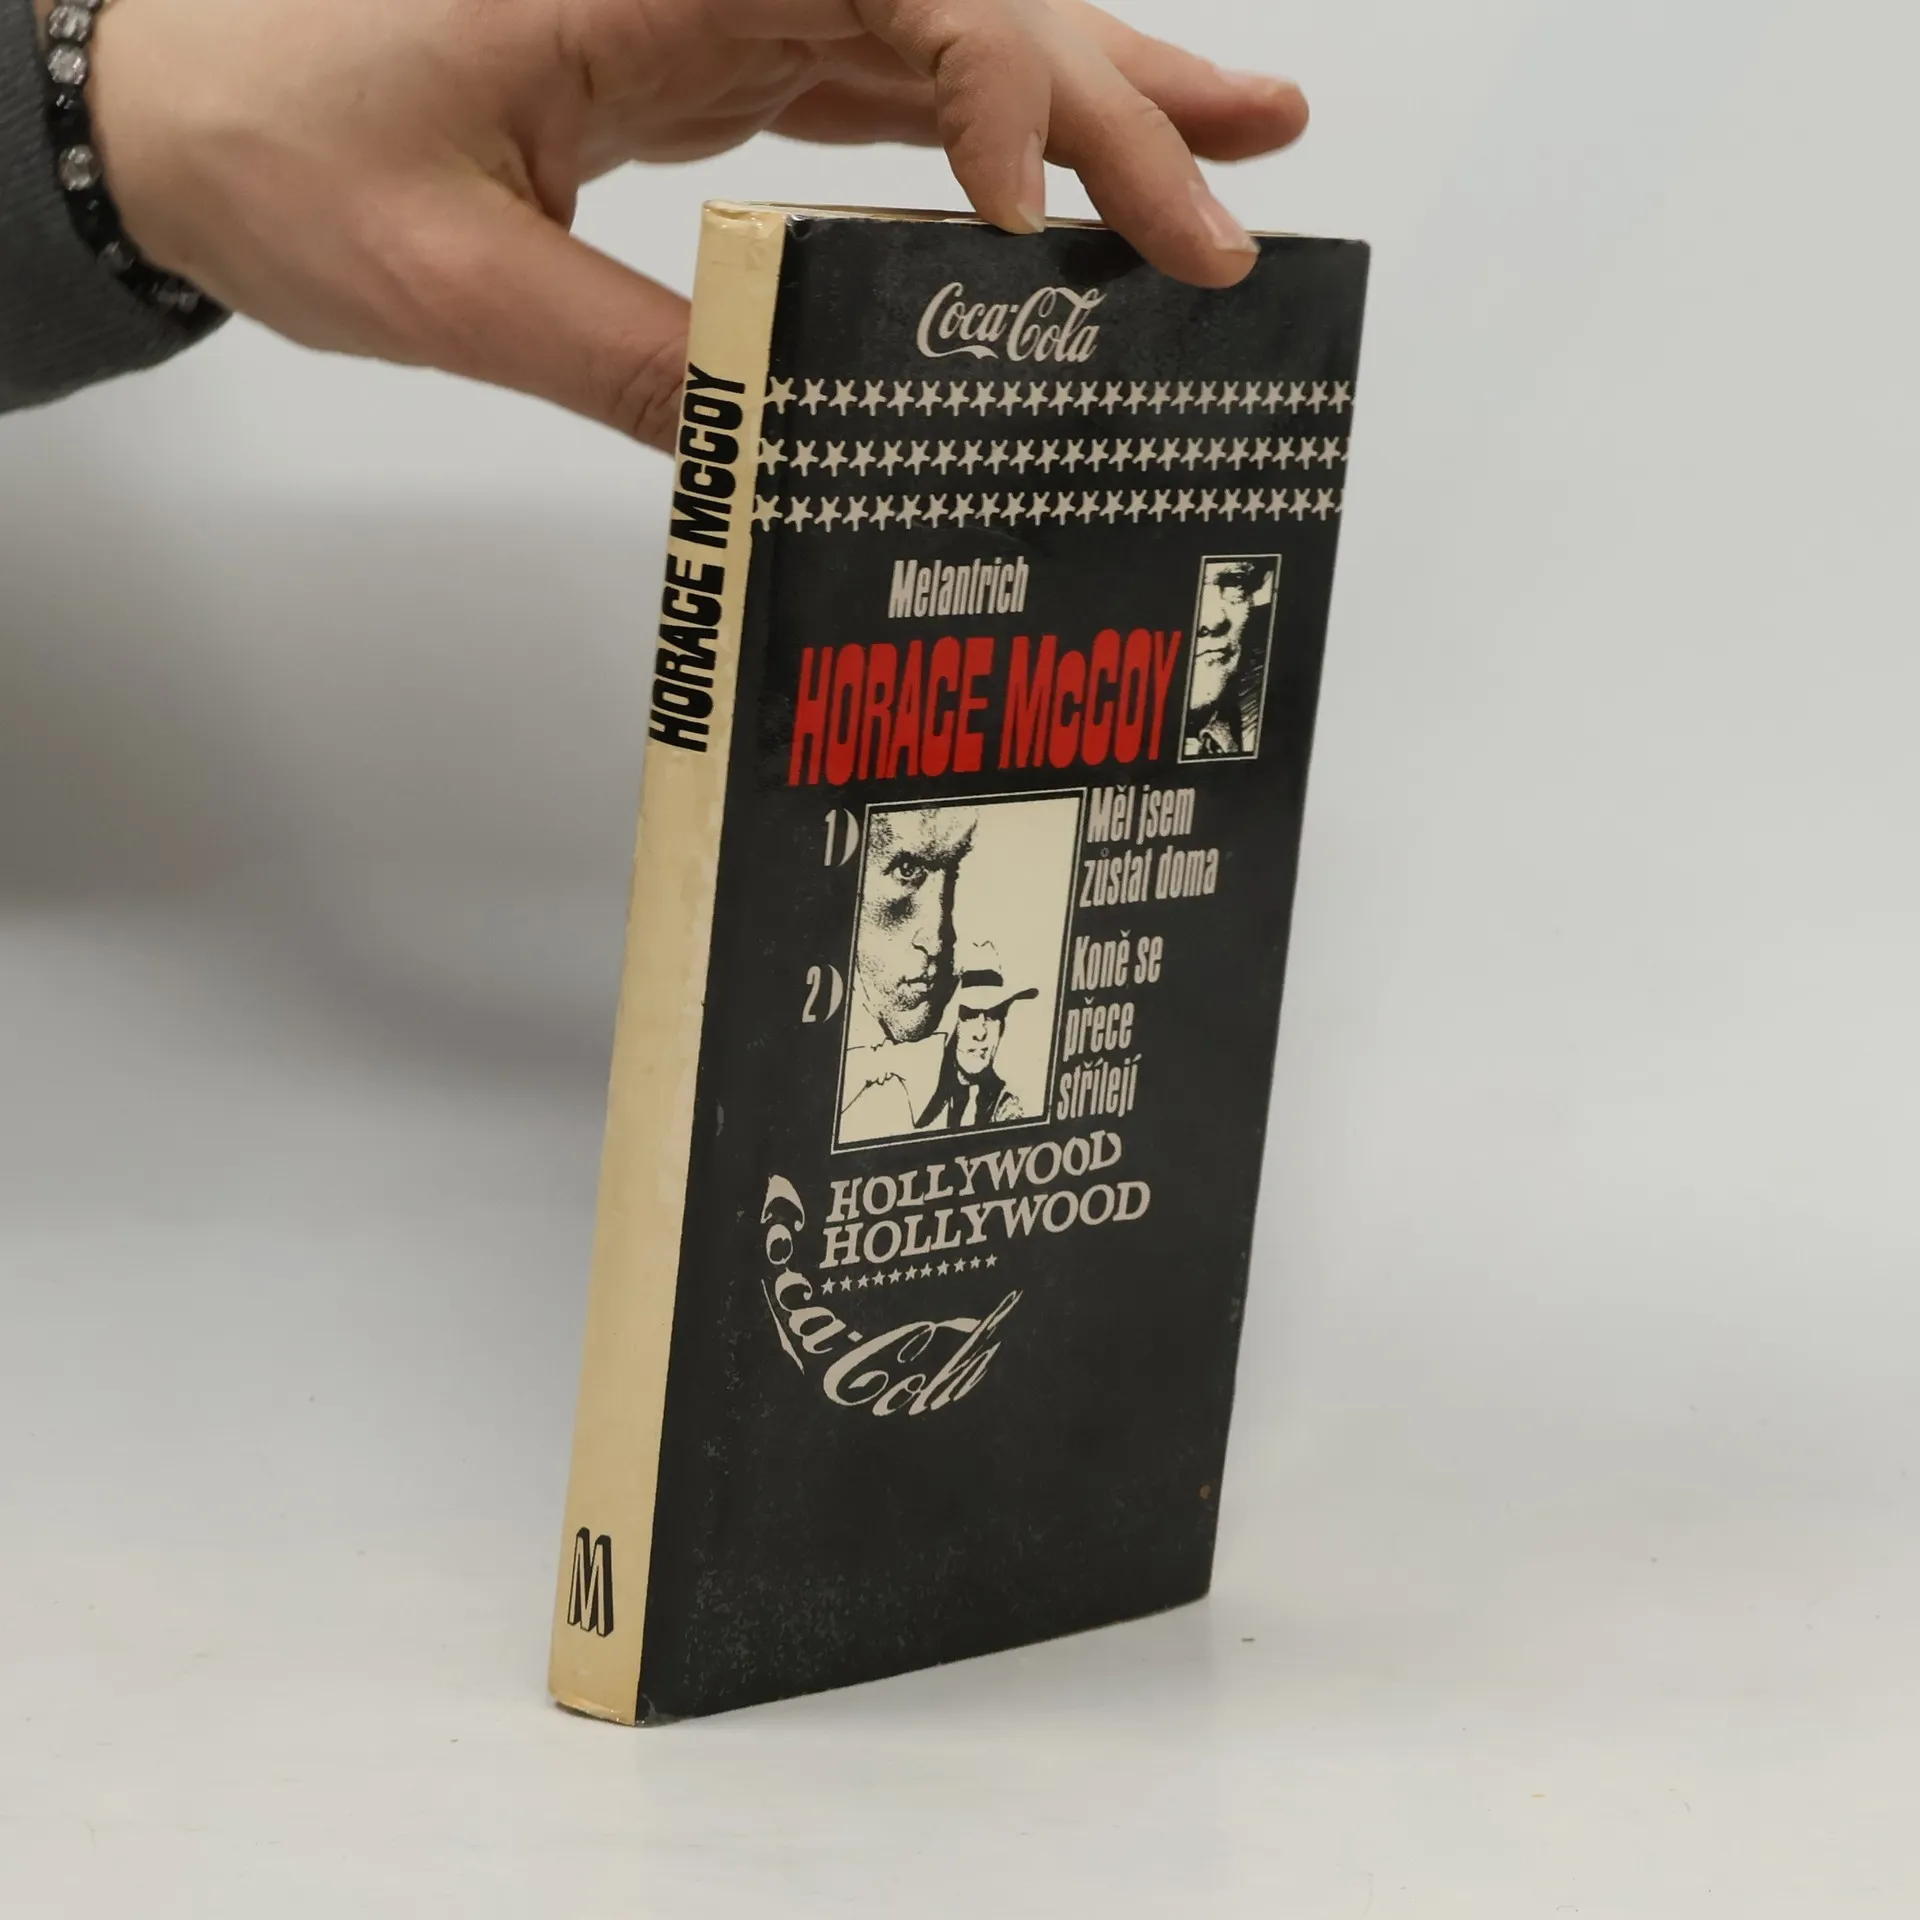 HORACE McCOY
M
Coca-Cola
Melantrich
HORACE McCOY
1) Měl jsem
zůstat doma
2) Koně se
přece
střílejí
HOLLYWOOD
HOLLYWOOD
Coca-Cola